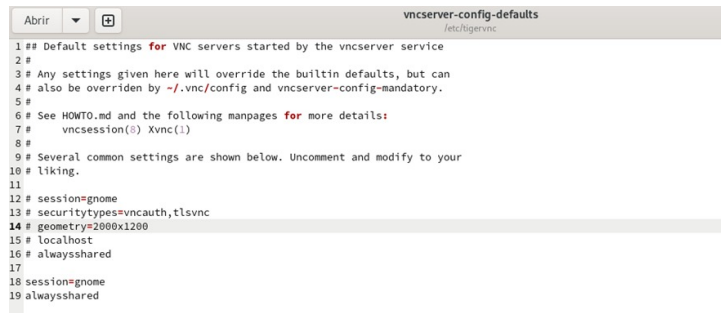 Abrir
vncserver-config-defaults
/etc/tigervnc
1 ## Default settings for VNC servers started by the vncserver service
2 #
3 # Any settings given here will override the builtin defaults, but can
4 # also be overriden by ~/.vnc/config and vncserver-config-mandatory.
5 #
6 # See HOWTO.md and the following manpages for more details:
7 #     vncsession(8) Xvnc(1)
8 #
9 # Several common settings are shown below. Uncomment and modify to your
10 # liking.
11
12 # session=gnome
13 # securitytypes=vncauth,tlsvnc
14 # geometry=2000x1200
15 # localhost
16 # alwaysshared
17
18 session=gnome
19 alwaysshared